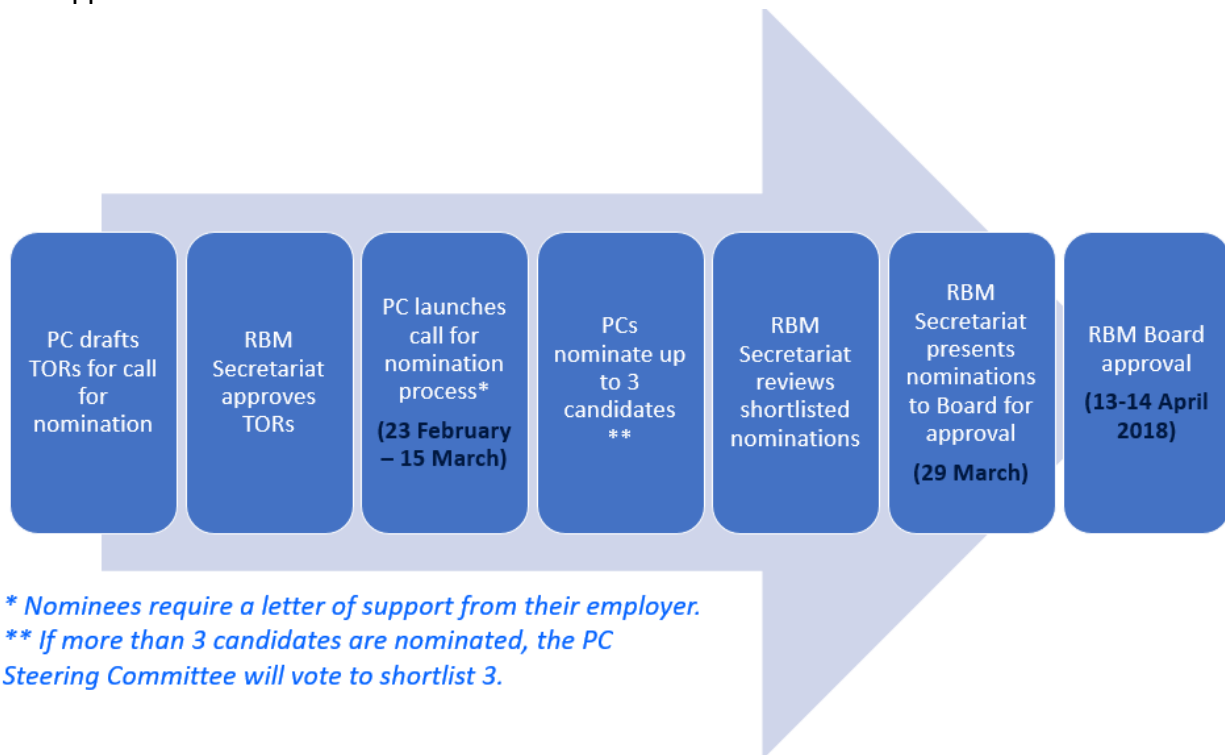 PC drafts
TORs for call
for
nomination
RBM
Secretariat
approves
TORs
PC launches
call for
nomination
process*
(23 February
– 15 March)
PCs
nominate up
to 3
candidates
**
RBM
Secretariat
reviews
shortlisted
nominations
RBM
Secretariat
presents
nominations
to Board for
approval
(29 March)
RBM Board
approval
(13-14 April
2018)
* Nominees require a letter of support from their employer.
** If more than 3 candidates are nominated, the PC
Steering Committee will vote to shortlist 3.